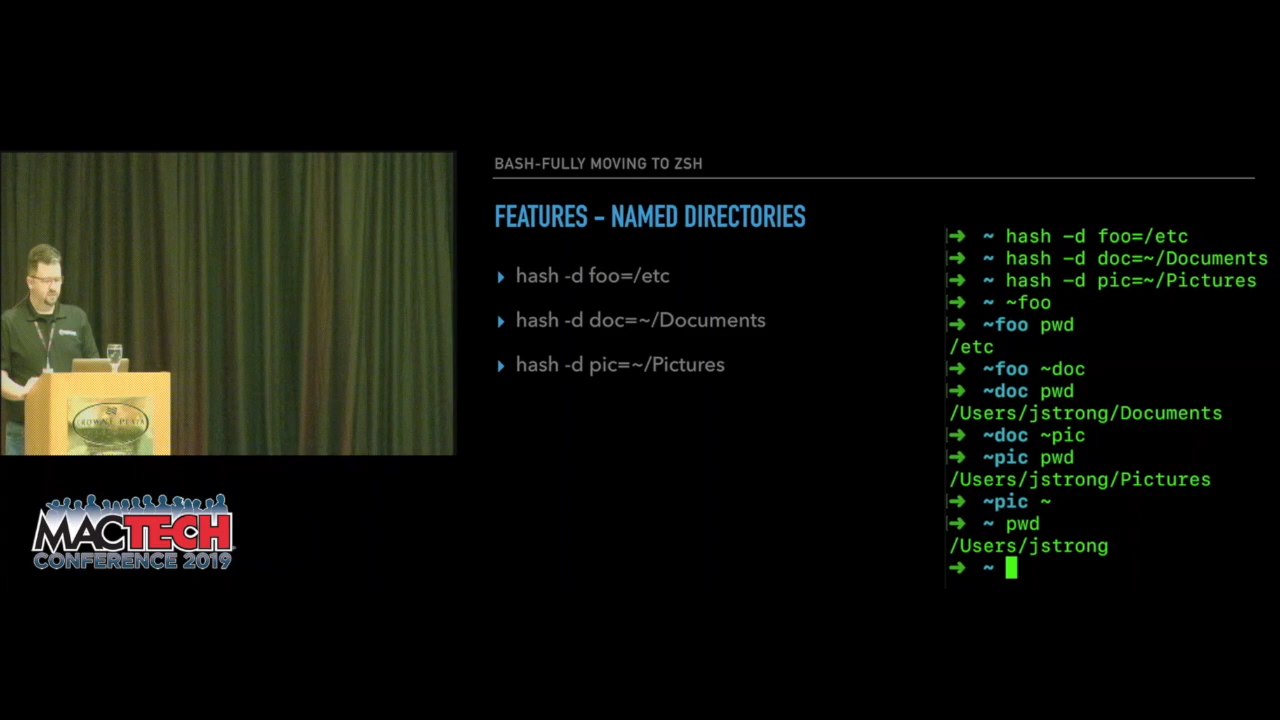 BASH-FULLY MOVING TO ZSH
FEATURES - NAMED DIRECTORIES
hash -d foo=/etc
hash -d doc=~/Documents
hash -d pic=~/Pictures
➜ ~ hash -d foo=/etc
➜ ~ hash -d doc=~/Documents
➜ ~ hash -d pic=~/Pictures
➜ ~ ~foo
➜ ~foo pwd
/etc
➜ ~foo ~doc
➜ ~doc pwd
/Users/jstrong/Documents
➜ ~doc ~pic
➜ ~pic pwd
/Users/jstrong/Pictures
➜ ~pic ~
➜ ~ pwd
/Users/jstrong
➜ ~
CROWNE PLAZA
MACTECH
CONFERENCE 2019